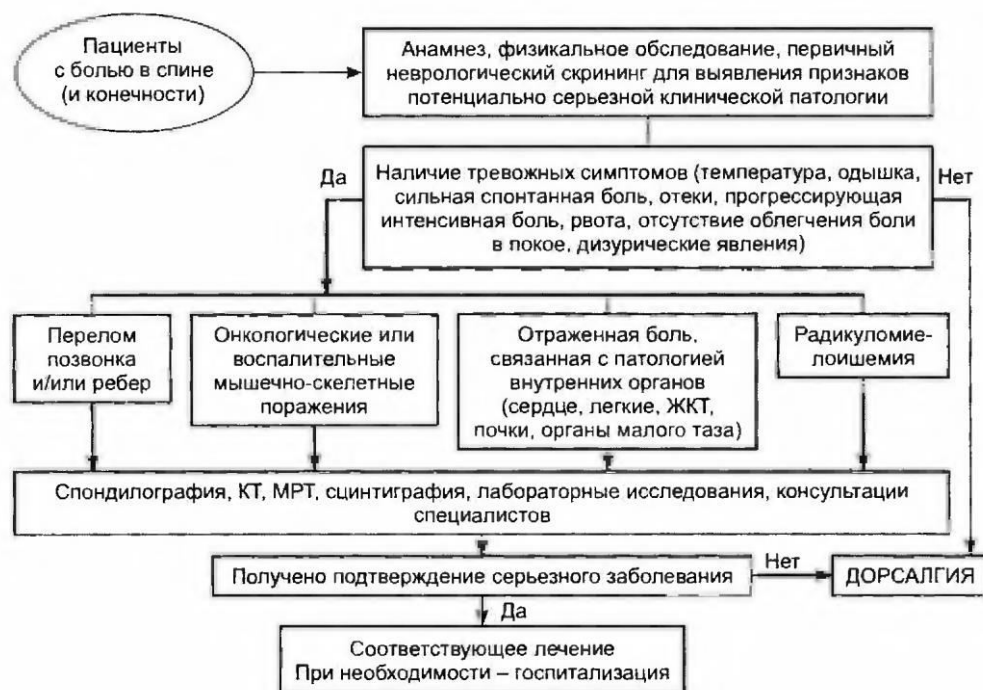 Пациенты
с болью в спине
(и конечности)
Анамнез, физикальное обследование, первичный
неврологический скрининг для выявления признаков
потенциально серьезной клинической патологии
Да
Наличие тревожных симптомов (температура, одышка,
сильная спонтанная боль, отеки, прогрессирующая
интенсивная боль, рвота, отсутствие облегчения боли
в покое, дизурические явления)
Нет
Перелом
позвонка
и/или ребер
Онкологические или
воспалительные
мышечно-скелетные
поражения
Отраженная боль,
связанная с патологией
внутренних органов
(сердце, легкие, ЖКТ,
почки, органы малого таза)
Радикуломие-
лоишемия
Спондилография, КТ, МРТ, сцинтиграфия, лабораторные исследования, консультации
специалистов
Получено подтверждение серьезного заболевания
Нет
ДОРСАЛГИЯ
Да
Соответствующее лечение
При необходимости – госпитализация